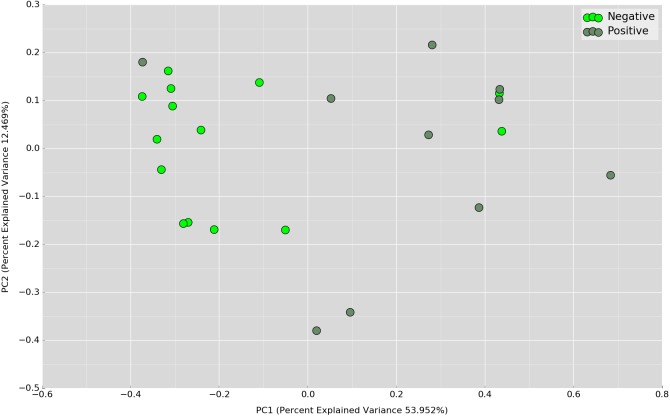 0.3
0.2
0.1
0.0
−0.1
−0.2
−0.3
−0.4
−0.5
PC2 (Percent Explained Variance 12.469%)
Negative
Positive
−0.6 −0.4 −0.2 0.0 0.2 0.4 0.6 0.8
PC1 (Percent Explained Variance 53.952%)